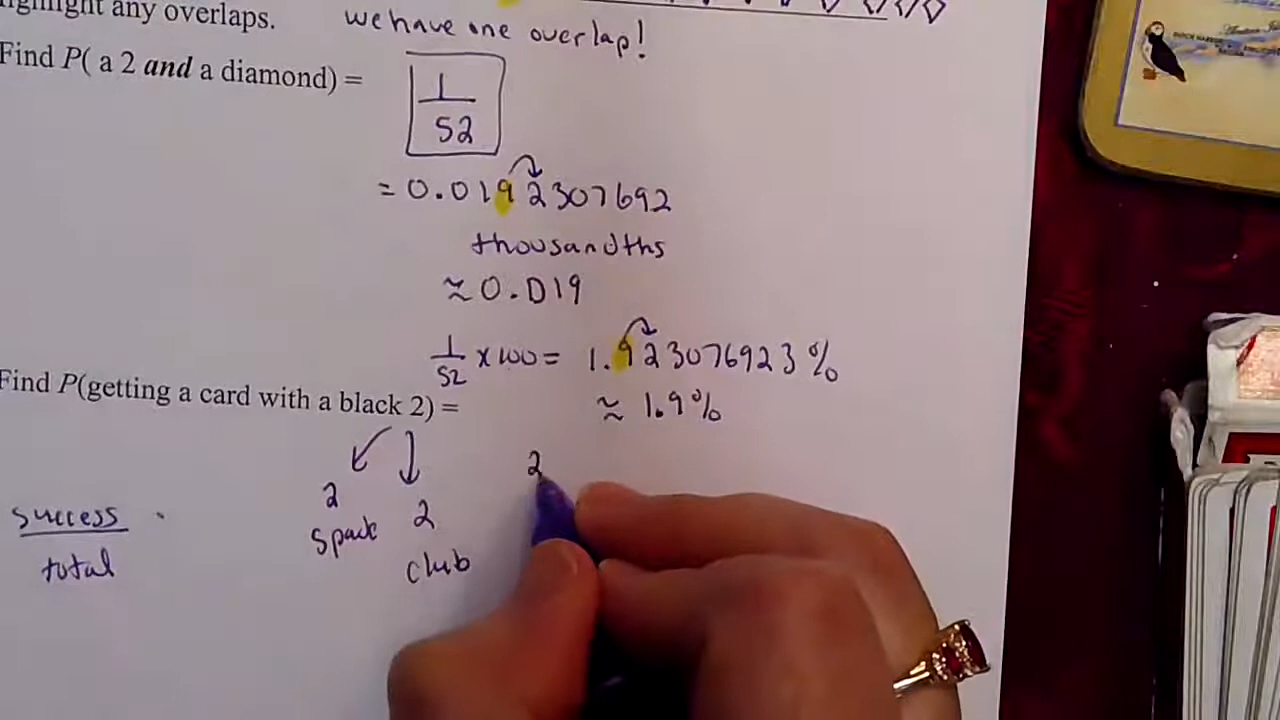 any overlaps.
we have one overlap!
Find P( a 2 and a diamond) =
1
52
= 0.0192307692
thousandths
≈ 0.019
1/52 x 100 = 1.923076923 %
≈ 1.9%
Find P(getting a card with a black 2) =
2
spade
2
club
2
success
total